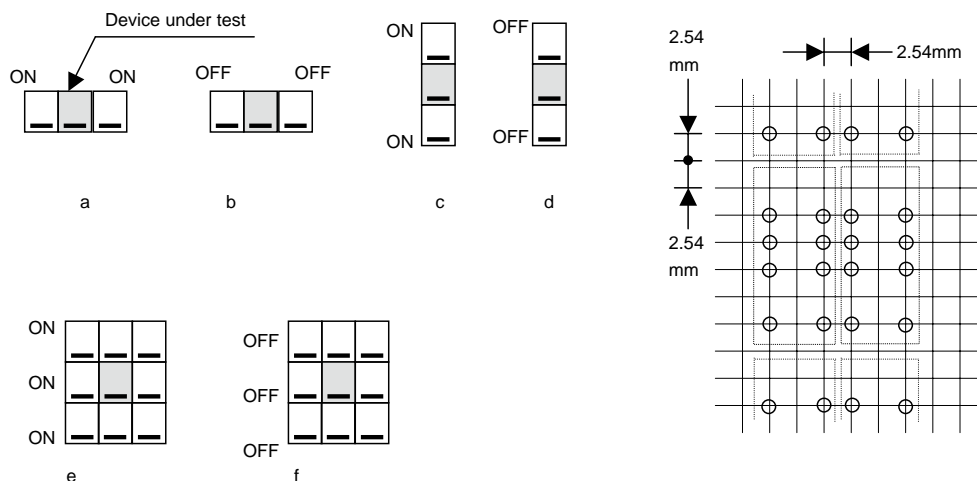 Device under test
ON ON
OFF OFF
ON
ON
OFF
OFF
a
b
c
d
ON
ON
ON
OFF
OFF
OFF
e
f
2.54
mm
2.54mm
2.54
mm